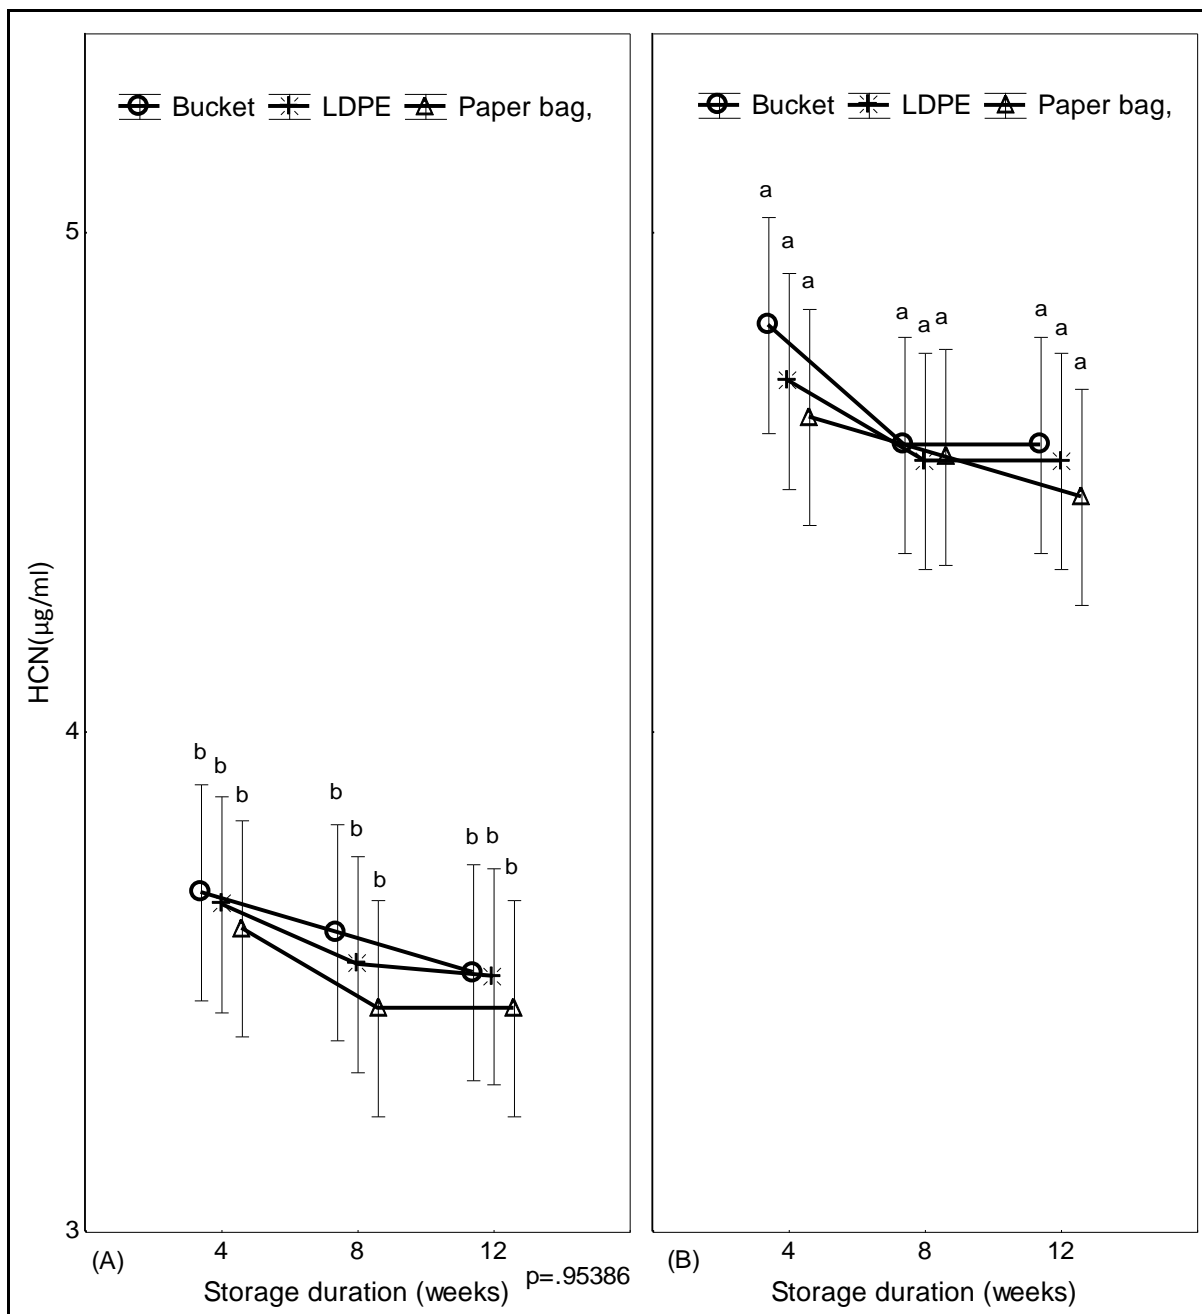 Bucket LDPE Paper bag,
Bucket LDPE Paper bag,
HCN(µg/ml)
5
4
3
b b b b b b b b b
a a a a a a a a a
(A)
4 8 12
Storage duration (weeks)
p=.95386
(B)
4 8 12
Storage duration (weeks)